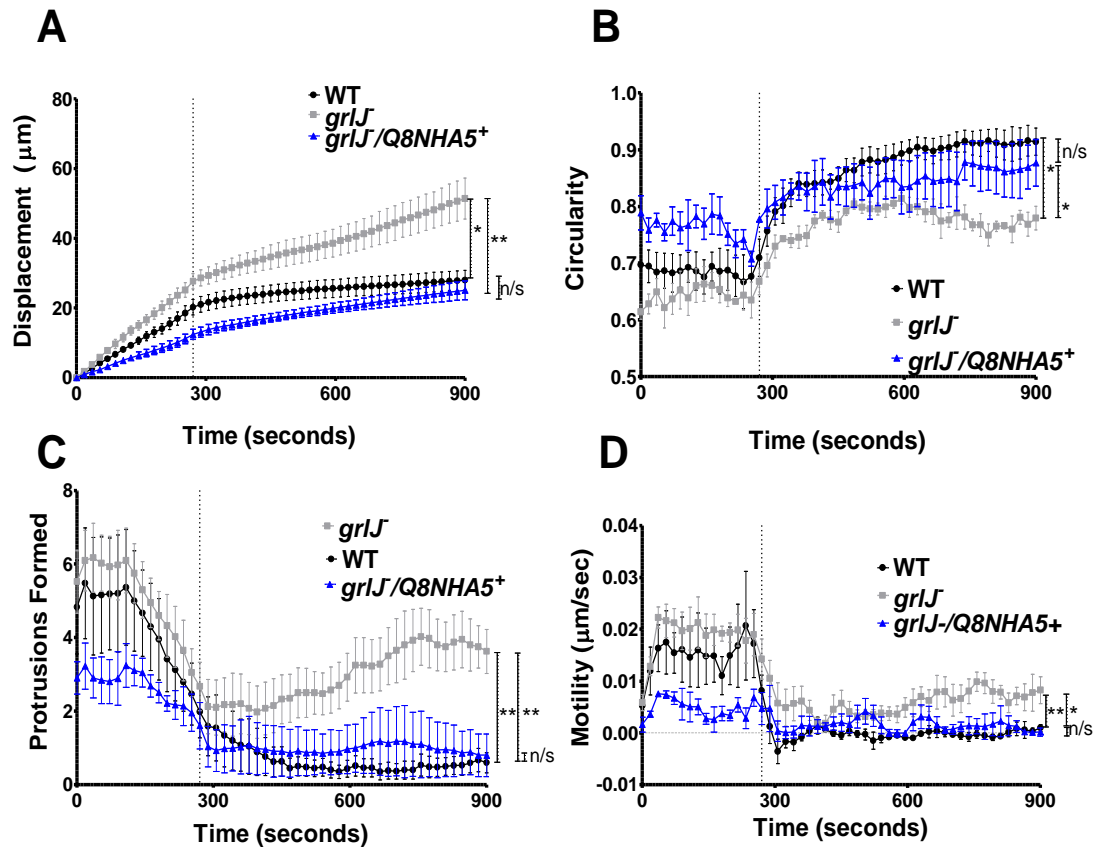 A
WT
grlJ-
grlJ-/Q8NHA5+
80
60
40
20
0
Displacement (μm)
*
**
n/s
0 300 600 900
Time (seconds)
B
1.0
0.9
0.8
0.7
0.6
0.5
Circularity
n/s
*
*
WT
grlJ-
grlJ-/Q8NHA5+
0 300 600 900
Time (seconds)
C
8
6
4
2
0
Protrusions Formed
grlJ-
WT
grlJ-/Q8NHA5+
**
**
n/s
0 300 600 900
Time (seconds)
D
0.04
0.03
0.02
0.01
0.00
-0.01
Motility (μm/sec)
WT
grlJ-
grlJ-/Q8NHA5+
**
*
n/s
0 300 600 900
Time (seconds)